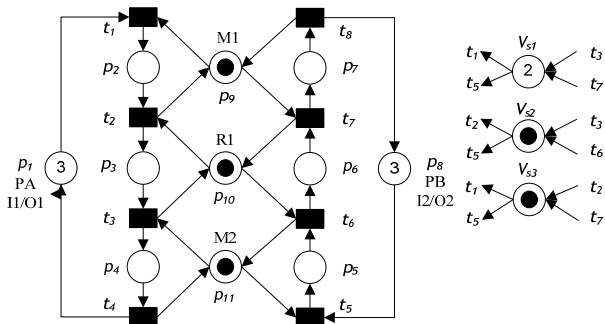 t1
M1
t8
p2
p7
p9
t2
t7
p1
3
PA
I1/O1
p3
R1
p10
p6
3
p8
PB
I2/O2
t3
t6
M2
p4
p5
p11
t4
t5
Vs1
t1
2
t3
t5
t7
Vs2
t2
t3
t5
t6
Vs3
t1
t2
t5
t7